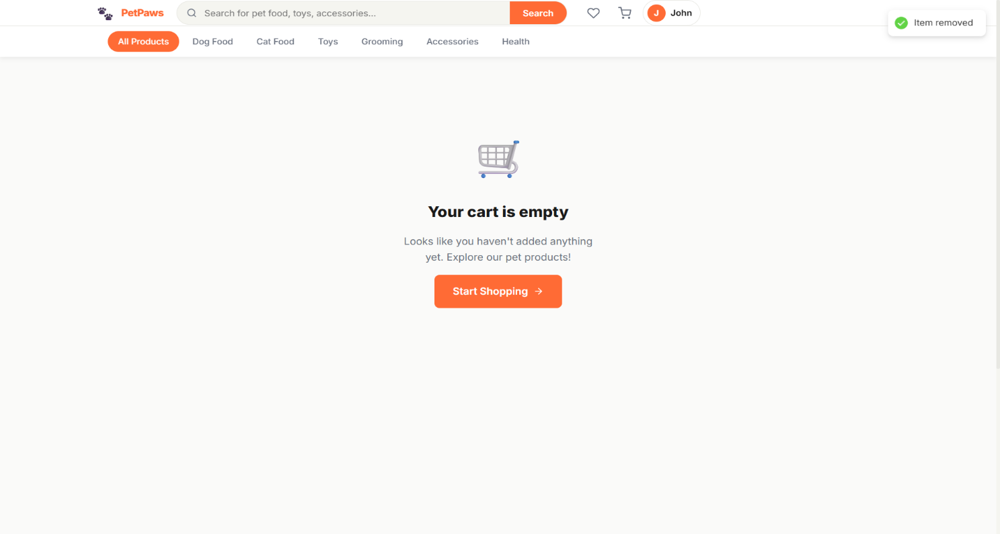 PetPaws
Search for pet food, toys, accessories...
Search
J
John
Item removed
All Products
Dog Food
Cat Food
Toys
Grooming
Accessories
Health
Your cart is empty
Looks like you haven't added anything
yet. Explore our pet products!
Start Shopping →